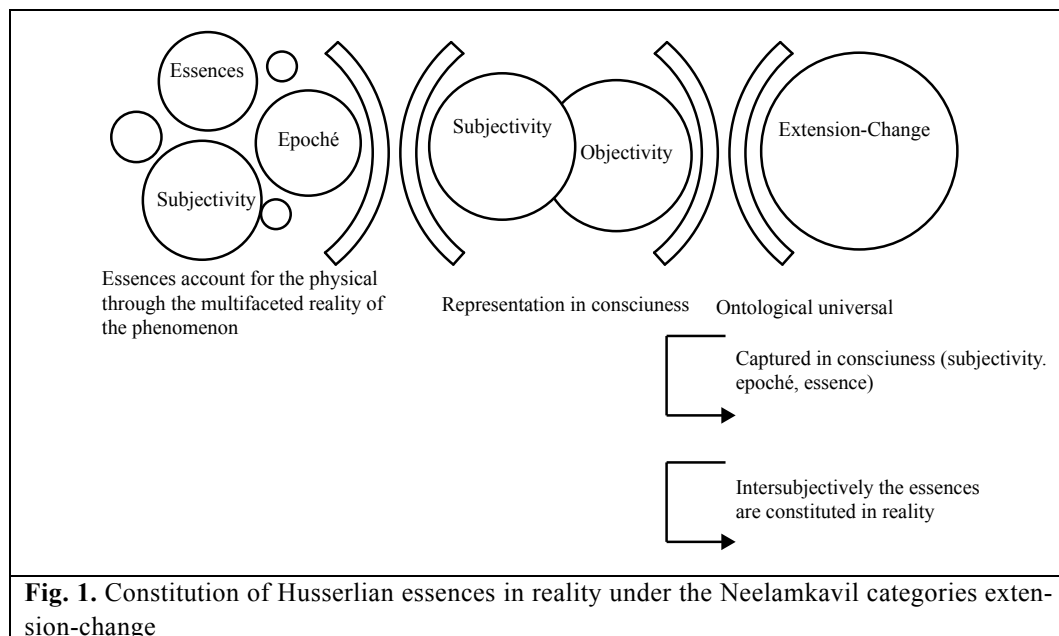 Essences
Epoché
Subjectivity
Subjectivity
Objectivity
Extension-Change
Essences account for the physical
through the multifaceted reality of
the phenomenon
Representation in consciuness
Ontological universal
Captured in consciuness (subjectivity.
epoché, essence)
Intersubjectively the essences
are constituted in reality
Fig. 1. Constitution of Husserlian essences in reality under the Neelamkavil categories exten-
sion-change